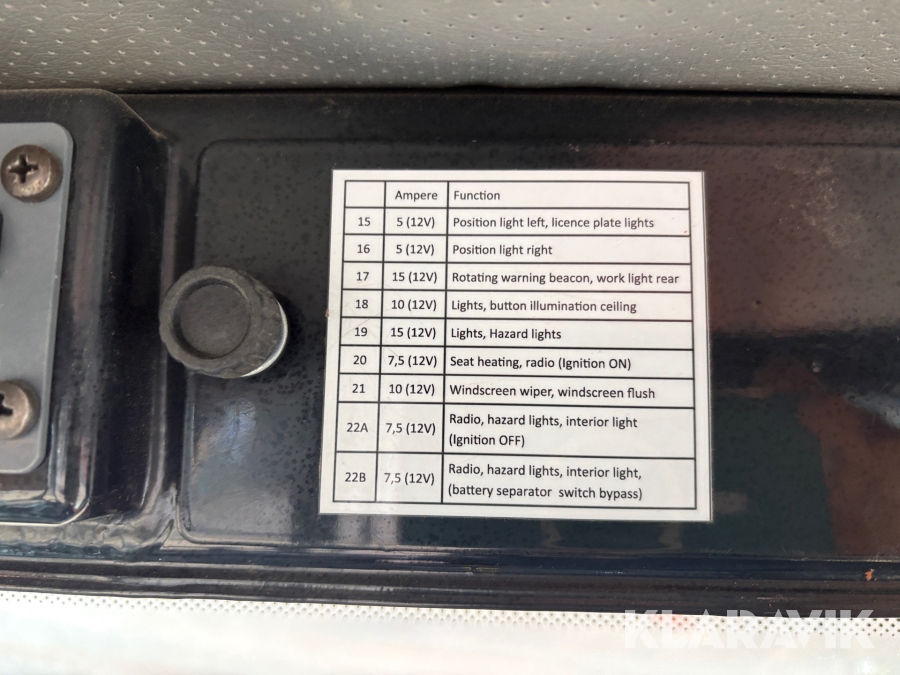 Ampere Function
15 5 (12V) Position light left, licence plate lights
16 5 (12V) Position light right
17 15 (12V) Rotating warning beacon, work light rear
18 10 (12V) Lights, button illumination ceiling
19 15 (12V) Lights, Hazard lights
20 7,5 (12V) Seat heating, radio (Ignition ON)
21 10 (12V) Windscreen wiper, windscreen flush
22A 7,5 (12V) Radio, hazard lights, interior light
(Ignition OFF)
22B 7,5 (12V) Radio, hazard lights, interior light,
(battery separator switch bypass)
KLARAVIK